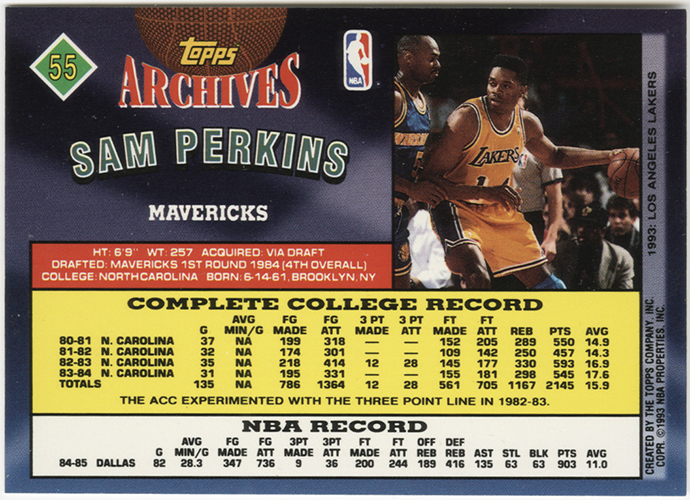 55
topps
ARCHIVES
NBA
SAM PERKINS
MAVERICKS
LAKERS
1
1993: LOS ANGELES LAKERS
HT: 6'9" WT: 257 ACQUIRED: VIA DRAFT
DRAFTED: MAVERICKS 1ST ROUND 1984 (4TH OVERALL)
COLLEGE: NORTH CAROLINA BORN: 6-14-61, BROOKLYN, NY
COMPLETE COLLEGE RECORD
AVG FG FG 3 PT 3 PT FT FT
G MIN/G MADE ATT MADE ATT MADE ATT REB PTS AVG
80-81 N. CAROLINA 37 NA 199 318 — — 152 205 289 550 14.9
81-82 N. CAROLINA 32 NA 174 301 — — 109 142 250 457 14.3
82-83 N. CAROLINA 35 NA 218 414 12 28 145 177 330 593 16.9
83-84 N. CAROLINA 31 NA 195 331 — — 155 181 298 545 17.6
TOTALS 135 NA 786 1364 12 28 561 705 1167 2145 15.9
THE ACC EXPERIMENTED WITH THE THREE POINT LINE IN 1982-83.
NBA RECORD
AVG FG FG 3PT 3PT FT FT OFF DEF
G MIN/G MADE ATT MADE ATT MADE ATT REB REB AST STL BLK PTS AVG
84-85 DALLAS 82 28.3 347 736 9 36 200 244 189 416 135 63 63 903 11.0
CREATED BY THE TOPPS COMPANY, INC.
COPR. © 1993 NBA PROPERTIES, INC.